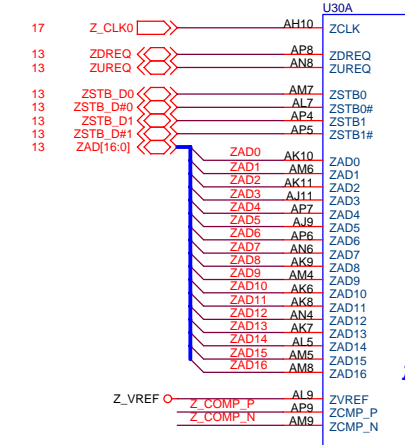 U30A
17 Z_CLK0 AH10 ZCLK
13 ZDREQ AP8 ZDREQ
13 ZUREQ AN8 ZUREQ
13 ZSTB_D0 AM7 ZSTB0
13 ZSTB_D#0 AL7 ZSTB0#
13 ZSTB_D1 AP4 ZSTB1
13 ZSTB_D#1 AP5 ZSTB1#
13 ZAD[16:0]
ZAD0 AK10 ZAD0
ZAD1 AM6 ZAD1
ZAD2 AK11 ZAD2
ZAD3 AJ11 ZAD3
ZAD4 AP7 ZAD4
ZAD5 AJ9 ZAD5
ZAD6 AP6 ZAD6
ZAD7 AN6 ZAD7
ZAD8 AK9 ZAD8
ZAD9 AM4 ZAD9
ZAD10 AK6 ZAD10
ZAD11 AK8 ZAD11
ZAD12 AN4 ZAD12
ZAD13 AK7 ZAD13
ZAD14 AL5 ZAD14
ZAD15 AM5 ZAD15
ZAD16 AM8 ZAD16
Z_VREF AL9 ZVREF
Z_COMP_P AP9 ZCMP_P
Z_COMP_N AM9 ZCMP_N